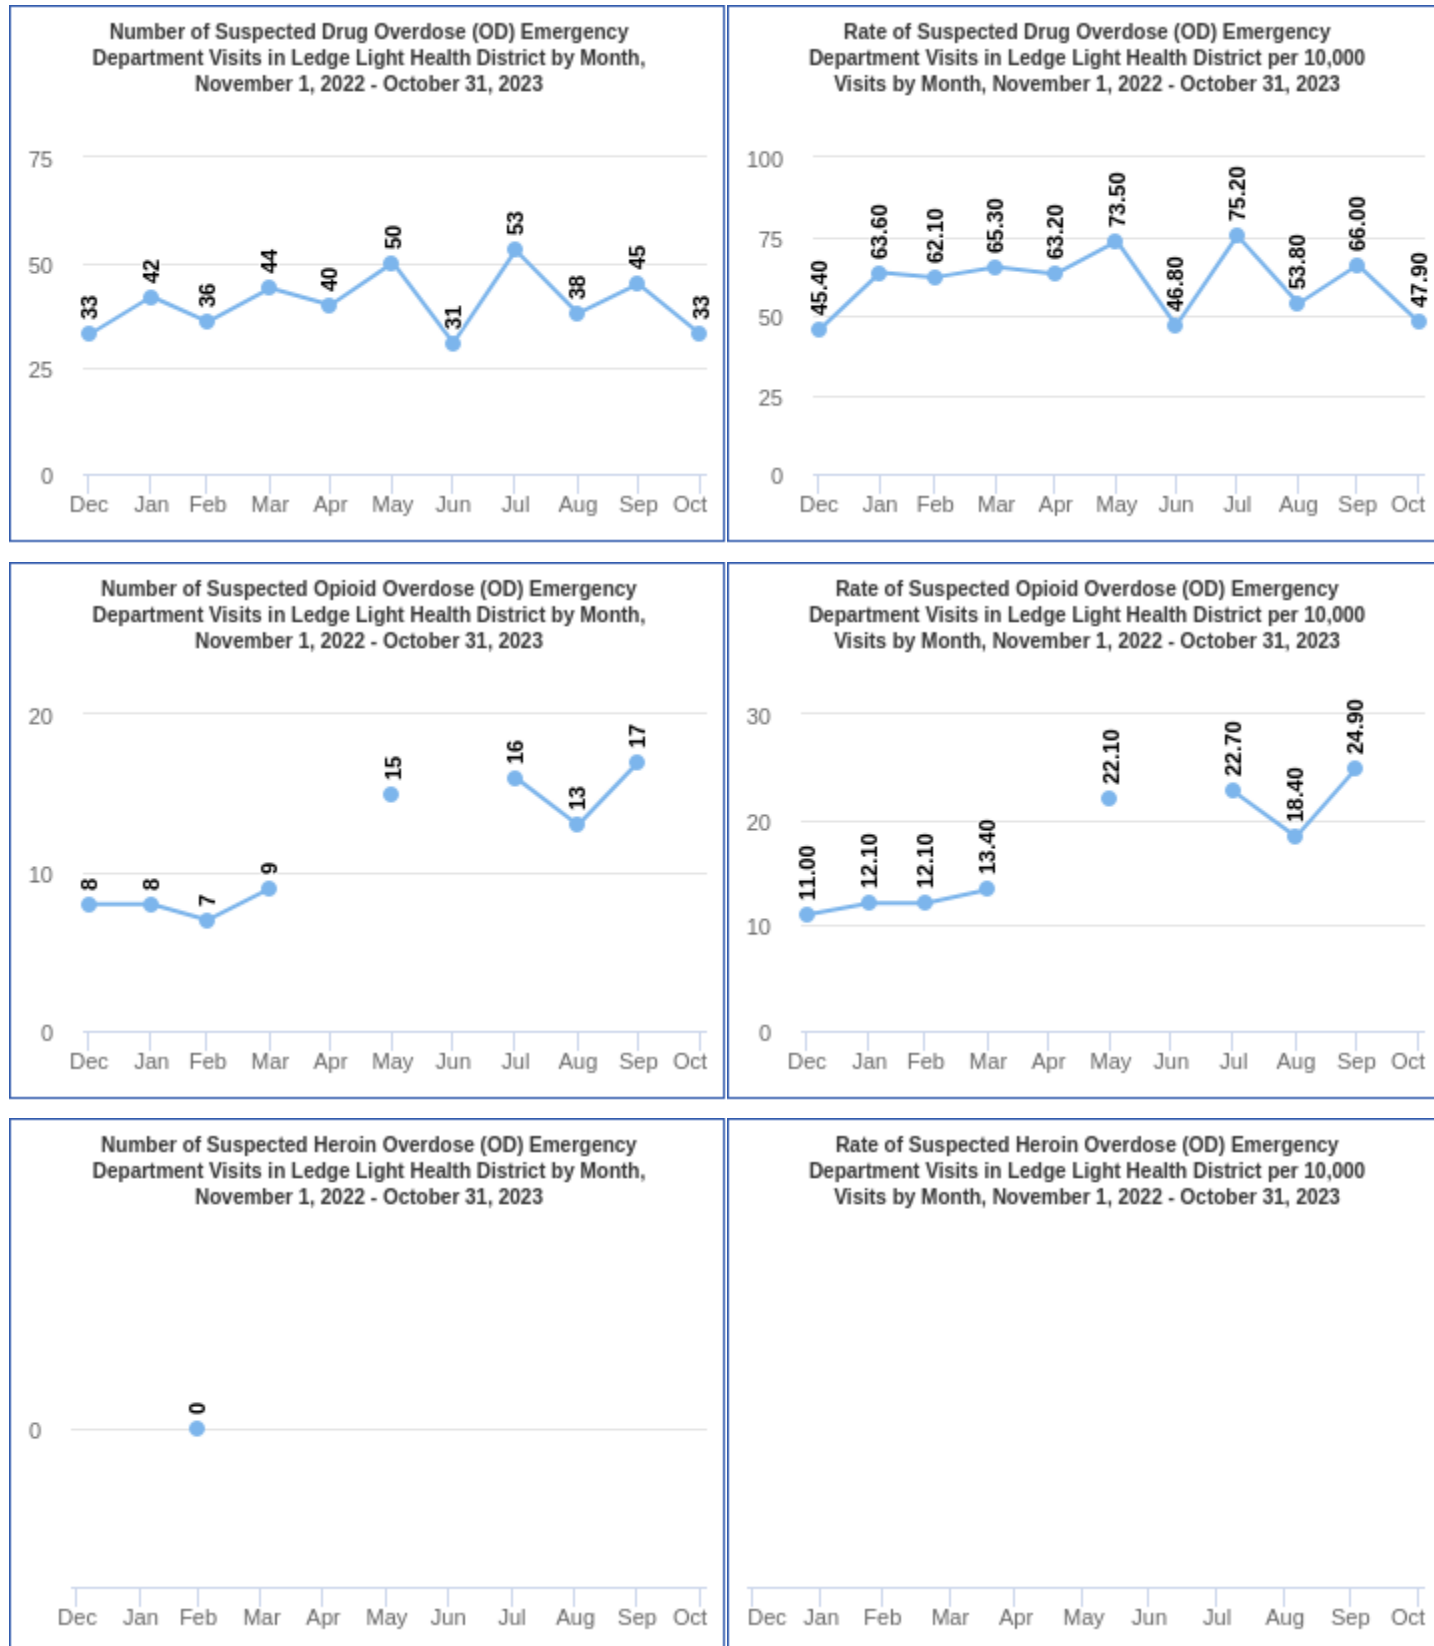 Number of Suspected Drug Overdose (OD) Emergency
Department Visits in Ledge Light Health District by Month,
November 1, 2022 - October 31, 2023
75
50
25
0
33
42
36
44
40
50
31
53
38
45
33
Dec Jan Feb Mar Apr May Jun Jul Aug Sep Oct
Rate of Suspected Drug Overdose (OD) Emergency
Department Visits in Ledge Light Health District per 10,000
Visits by Month, November 1, 2022 - October 31, 2023
100
75
50
25
0
45.40
63.60
62.10
65.30
63.20
73.50
46.80
75.20
53.80
66.00
47.90
Dec Jan Feb Mar Apr May Jun Jul Aug Sep Oct
Number of Suspected Opioid Overdose (OD) Emergency
Department Visits in Ledge Light Health District by Month,
November 1, 2022 - October 31, 2023
20
10
0
8
8
7
9
15
16
13
17
Dec Jan Feb Mar Apr May Jun Jul Aug Sep Oct
Rate of Suspected Opioid Overdose (OD) Emergency
Department Visits in Ledge Light Health District per 10,000
Visits by Month, November 1, 2022 - October 31, 2023
30
20
10
0
11.00
12.10
12.10
13.40
22.10
22.70
18.40
24.90
Dec Jan Feb Mar Apr May Jun Jul Aug Sep Oct
Number of Suspected Heroin Overdose (OD) Emergency
Department Visits in Ledge Light Health District by Month,
November 1, 2022 - October 31, 2023
0
0
Dec Jan Feb Mar Apr May Jun Jul Aug Sep Oct
Rate of Suspected Heroin Overdose (OD) Emergency
Department Visits in Ledge Light Health District per 10,000
Visits by Month, November 1, 2022 - October 31, 2023
Dec Jan Feb Mar Apr May Jun Jul Aug Sep Oct